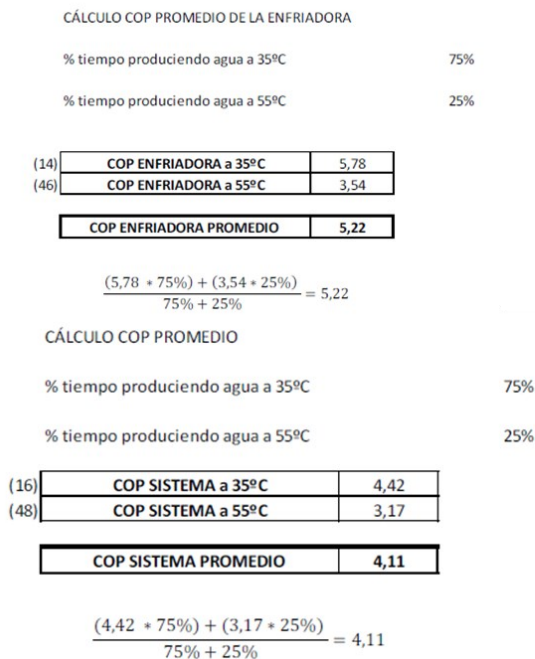 CÁLCULO COP PROMEDIO DE LA ENFRIADORA
% tiempo produciendo agua a 35ºC 75%
% tiempo produciendo agua a 55ºC 25%
(14) COP ENFRIADORA a 35ºC 5,78
(46) COP ENFRIADORA a 55ºC 3,54
COP ENFRIADORA PROMEDIO 5,22
(5,78 * 75%) + (3,54 * 25%)
75% + 25%
= 5,22
CÁLCULO COP PROMEDIO
% tiempo produciendo agua a 35ºC 75%
% tiempo produciendo agua a 55ºC 25%
(16) COP SISTEMA a 35ºC 4,42
(48) COP SISTEMA a 55ºC 3,17
COP SISTEMA PROMEDIO 4,11
(4,42 * 75%) + (3,17 * 25%)
75% + 25%
= 4,11